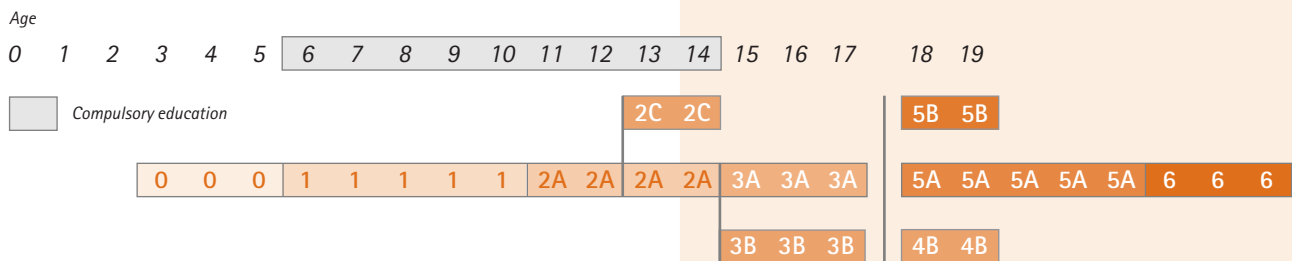 Age
0 1 2 3 4 5 6 7 8 9 10 11 12 13 14 15 16 17 18 19
Compulsory education 2C 2C 5B 5B
0 0 0 1 1 1 1 1 2A 2A 2A 2A 3A 3A 3A 5A 5A 5A 5A 5A 6 6 6
3B 3B 3B 4B 4B